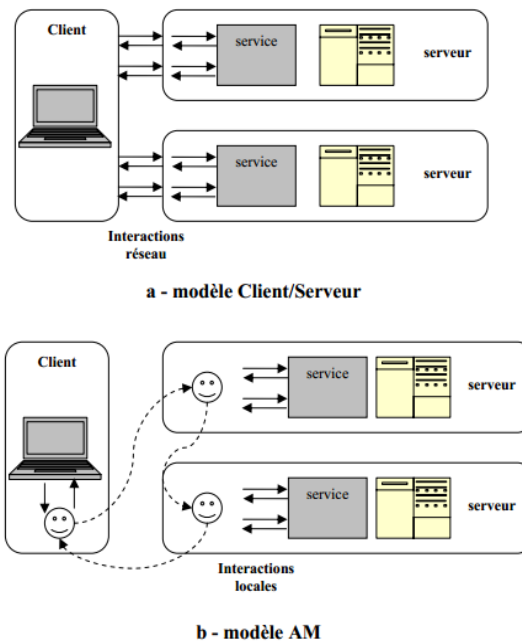 Client
service
serveur
service
serveur
Interactions
réseau
a - modèle Client/Serveur
Client
service
serveur
service
serveur
Interactions
locales
b - modèle AM